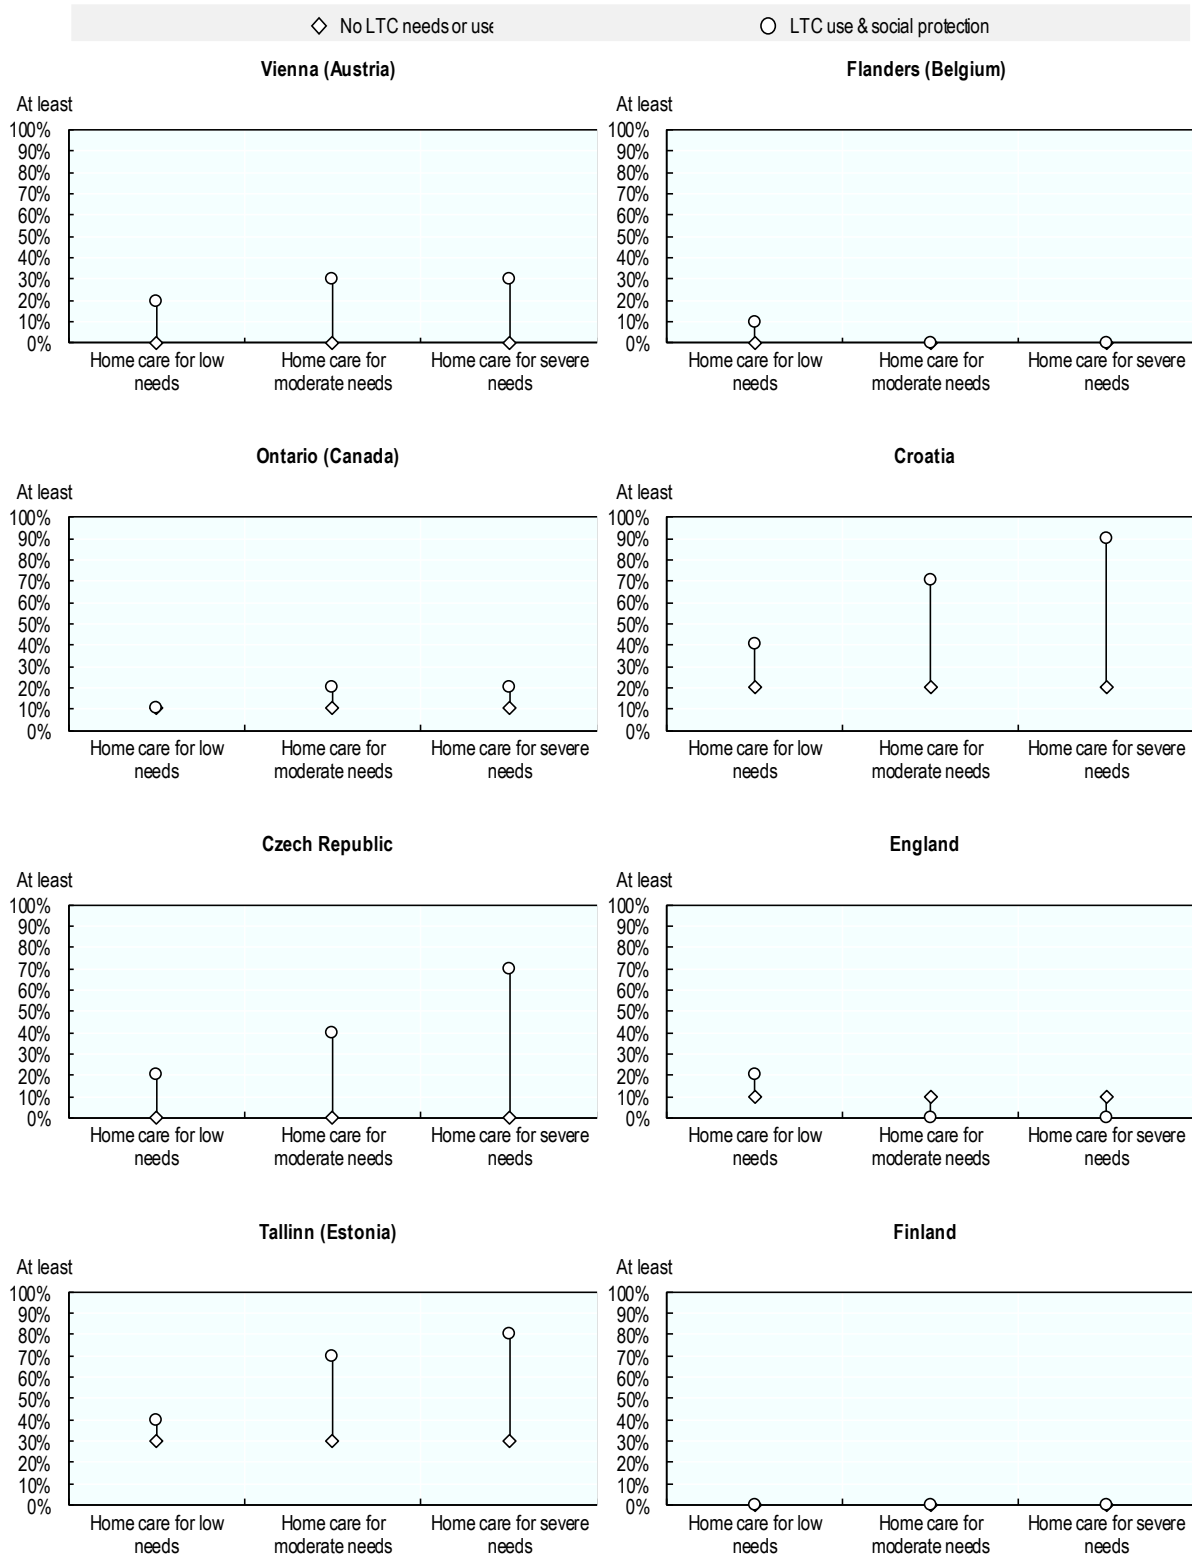 No LTC needs or use
LTC use & social protection
Vienna (Austria)
At least
100%
90%
80%
70%
60%
50%
40%
30%
20%
10%
0%
Home care for low
needs
Home care for
moderate needs
Home care for severe
needs
Flanders (Belgium)
At least
100%
90%
80%
70%
60%
50%
40%
30%
20%
10%
0%
Home care for low
needs
Home care for
moderate needs
Home care for severe
needs
Ontario (Canada)
At least
100%
90%
80%
70%
60%
50%
40%
30%
20%
10%
0%
Home care for low
needs
Home care for
moderate needs
Home care for severe
needs
Croatia
At least
100%
90%
80%
70%
60%
50%
40%
30%
20%
10%
0%
Home care for low
needs
Home care for
moderate needs
Home care for severe
needs
Czech Republic
At least
100%
90%
80%
70%
60%
50%
40%
30%
20%
10%
0%
Home care for low
needs
Home care for
moderate needs
Home care for severe
needs
England
At least
100%
90%
80%
70%
60%
50%
40%
30%
20%
10%
0%
Home care for low
needs
Home care for
moderate needs
Home care for severe
needs
Tallinn (Estonia)
At least
100%
90%
80%
70%
60%
50%
40%
30%
20%
10%
0%
Home care for low
needs
Home care for
moderate needs
Home care for severe
needs
Finland
At least
100%
90%
80%
70%
60%
50%
40%
30%
20%
10%
0%
Home care for low
needs
Home care for
moderate needs
Home care for severe
needs